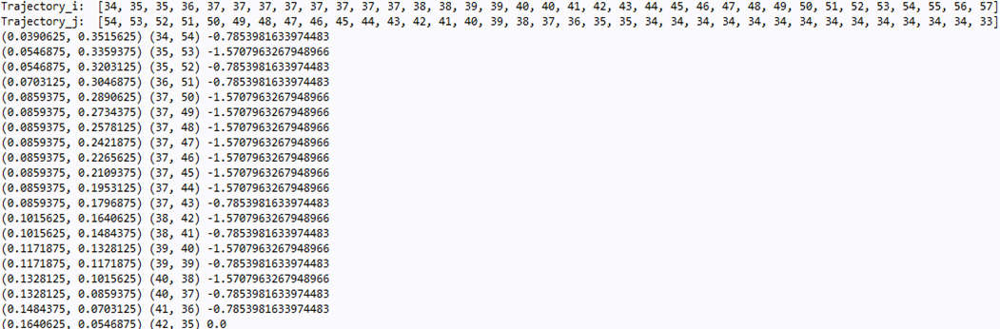 Trajectory_i:  [34, 35, 35, 36, 37, 37, 37, 37, 37, 37, 37, 37, 38, 38, 39, 39, 40, 40, 41, 42, 43, 44, 45, 46, 47, 48, 49, 50, 51, 52, 53, 54, 55, 56, 57]
Trajectory_j:  [54, 53, 52, 51, 50, 49, 48, 47, 46, 45, 44, 43, 42, 41, 40, 39, 38, 37, 36, 35, 35, 34, 34, 34, 34, 34, 34, 34, 34, 34, 34, 34, 34, 34, 33]
(0.0390625, 0.3515625) (34, 54) -0.7853981633974483
(0.0546875, 0.3359375) (35, 53) -1.5707963267948966
(0.0546875, 0.3203125) (35, 52) -0.7853981633974483
(0.0703125, 0.3046875) (36, 51) -0.7853981633974483
(0.0859375, 0.2890625) (37, 50) -1.5707963267948966
(0.0859375, 0.2734375) (37, 49) -1.5707963267948966
(0.0859375, 0.2578125) (37, 48) -1.5707963267948966
(0.0859375, 0.2421875) (37, 47) -1.5707963267948966
(0.0859375, 0.2265625) (37, 46) -1.5707963267948966
(0.0859375, 0.2109375) (37, 45) -1.5707963267948966
(0.0859375, 0.1953125) (37, 44) -1.5707963267948966
(0.0859375, 0.1796875) (37, 43) -0.7853981633974483
(0.1015625, 0.1640625) (38, 42) -1.5707963267948966
(0.1015625, 0.1484375) (38, 41) -0.7853981633974483
(0.1171875, 0.1328125) (39, 40) -1.5707963267948966
(0.1171875, 0.1171875) (39, 39) -0.7853981633974483
(0.1328125, 0.1015625) (40, 38) -1.5707963267948966
(0.1328125, 0.0859375) (40, 37) -0.7853981633974483
(0.1484375, 0.0703125) (41, 36) -0.7853981633974483
(0.1640625, 0.0546875) (42, 35) 0.0